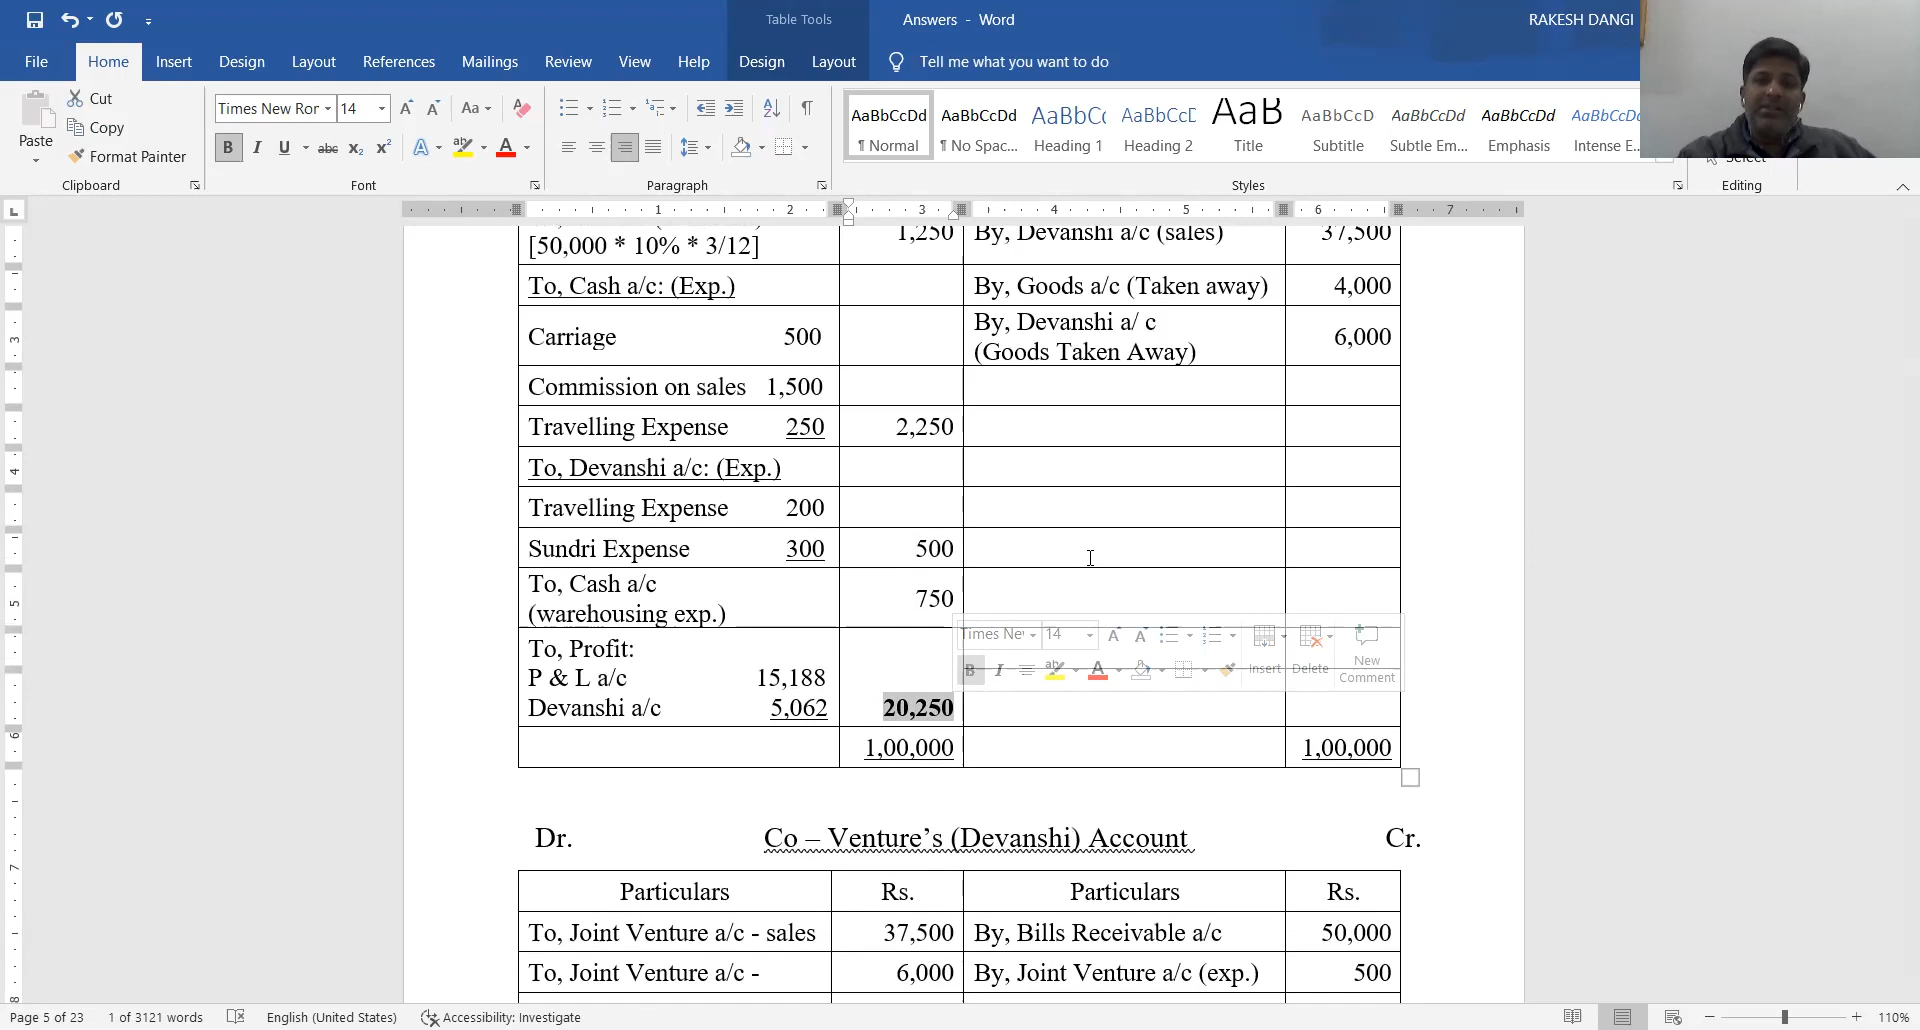 Table Tools
Answers - Word
RAKESH DANGI
File Home Insert Design Layout References Mailings Review View Help Design Layout Tell me what you want to do
Paste
Cut
Copy
Format Painter
Clipboard
Times New Ror 14
Font
Paragraph
AaBbCcDd AaBbCcDd AaBbCc AaBbCcE AaB AaBbCcD AaBbCcDd AaBbCcDd AaBbCcDd
¶ Normal ¶ No Spac... Heading 1 Heading 2 Title Subtitle Subtle Em... Emphasis Intense E...
Styles
Select
Editing
1 2 3 4 5 6 7
[50,000 * 10% * 3/12] 1,250 By, Devanshi a/c (sales) 37,500
To, Cash a/c: (Exp.) By, Goods a/c (Taken away) 4,000
Carriage 500 By, Devanshi a/ c
(Goods Taken Away) 6,000
Commission on sales 1,500
Travelling Expense 250 2,250
To, Devanshi a/c: (Exp.)
Travelling Expense 200
Sundri Expense 300 500
To, Cash a/c
(warehousing exp.) 750
To, Profit:
P & L a/c 15,188
Devanshi a/c 5,062 20,250
1,00,000 1,00,000
Times Nev 14
Insert Delete New
Comment
Dr. Co – Venture's (Devanshi) Account Cr.
Particulars Rs. Particulars Rs.
To, Joint Venture a/c - sales 37,500 By, Bills Receivable a/c 50,000
To, Joint Venture a/c - 6,000 By, Joint Venture a/c (exp.) 500
Page 5 of 23 1 of 3121 words English (United States) Accessibility: Investigate 110%